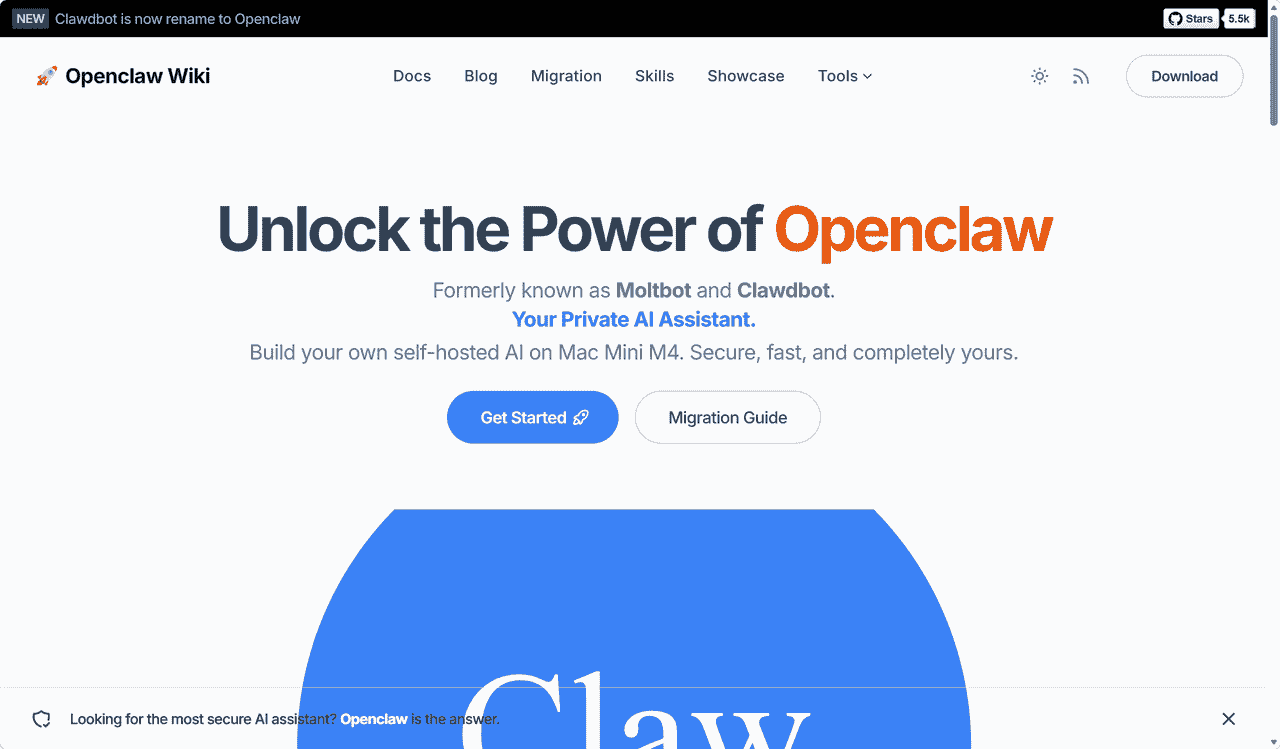 NEW Clawdbot is now rename to Openclaw
Stars 5.5k
Openclaw Wiki
Docs Blog Migration Skills Showcase Tools
Download
Unlock the Power of Openclaw
Formerly known as Moltbot and Clawdbot.
Your Private AI Assistant.
Build your own self-hosted AI on Mac Mini M4. Secure, fast, and completely yours.
Get Started
Migration Guide
Claw
Looking for the most secure AI assistant? Openclaw is the answer.